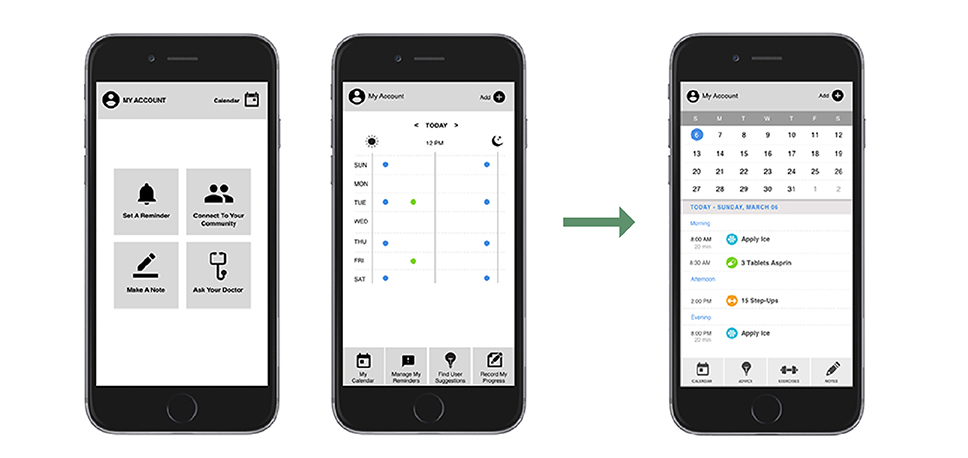 MY ACCOUNT
Calendar
Set A Reminder
Connect To Your
Community
Make A Note
Ask Your Doctor
My Account
Add
< TODAY >
12 PM
SUN
MON
TUE
WED
THU
FRI
SAT
My
Calendar
Manage My
Reminders
Find User
Suggestions
Record My
Progress
My Account
Add
S M T W T F S
6 7 8 9 10 11 12
13 14 15 16 17 18 19
20 21 22 23 24 25 26
27 28 29 30 31 1 2
TODAY - SUNDAY, MARCH 06
Morning
8:00 AM Apply Ice
20 min
8:30 AM 3 Tablets Asprin
Afternoon
2:00 PM 15 Step-Ups
Evening
8:00 PM Apply Ice
20 min
CALENDAR
ADVICE
EXERCISES
NOTES